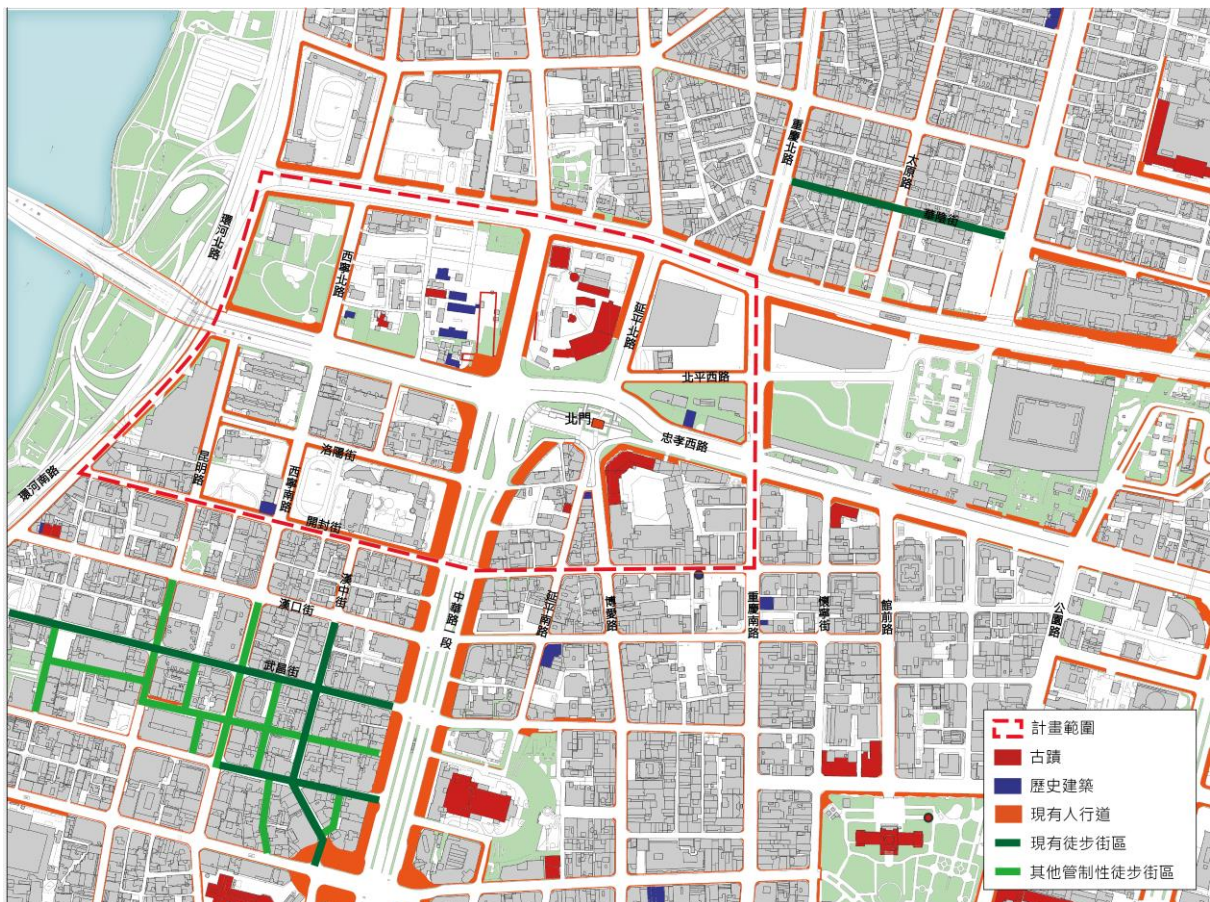 重慶北路
太原路
華陰街
環河北路
西寧北路
延平北路
北平西路
北門
忠孝西路
洛陽街
昆明路
西寧南路
環河南路
開封街
漢中街
漢口街
中華路一段
延平南路
博愛路
重慶南路
懷寧街
館前路
公園路
武昌街
計畫範圍
古蹟
歷史建築
現有人行道
現有徒步街區
其他管制性徒步街區